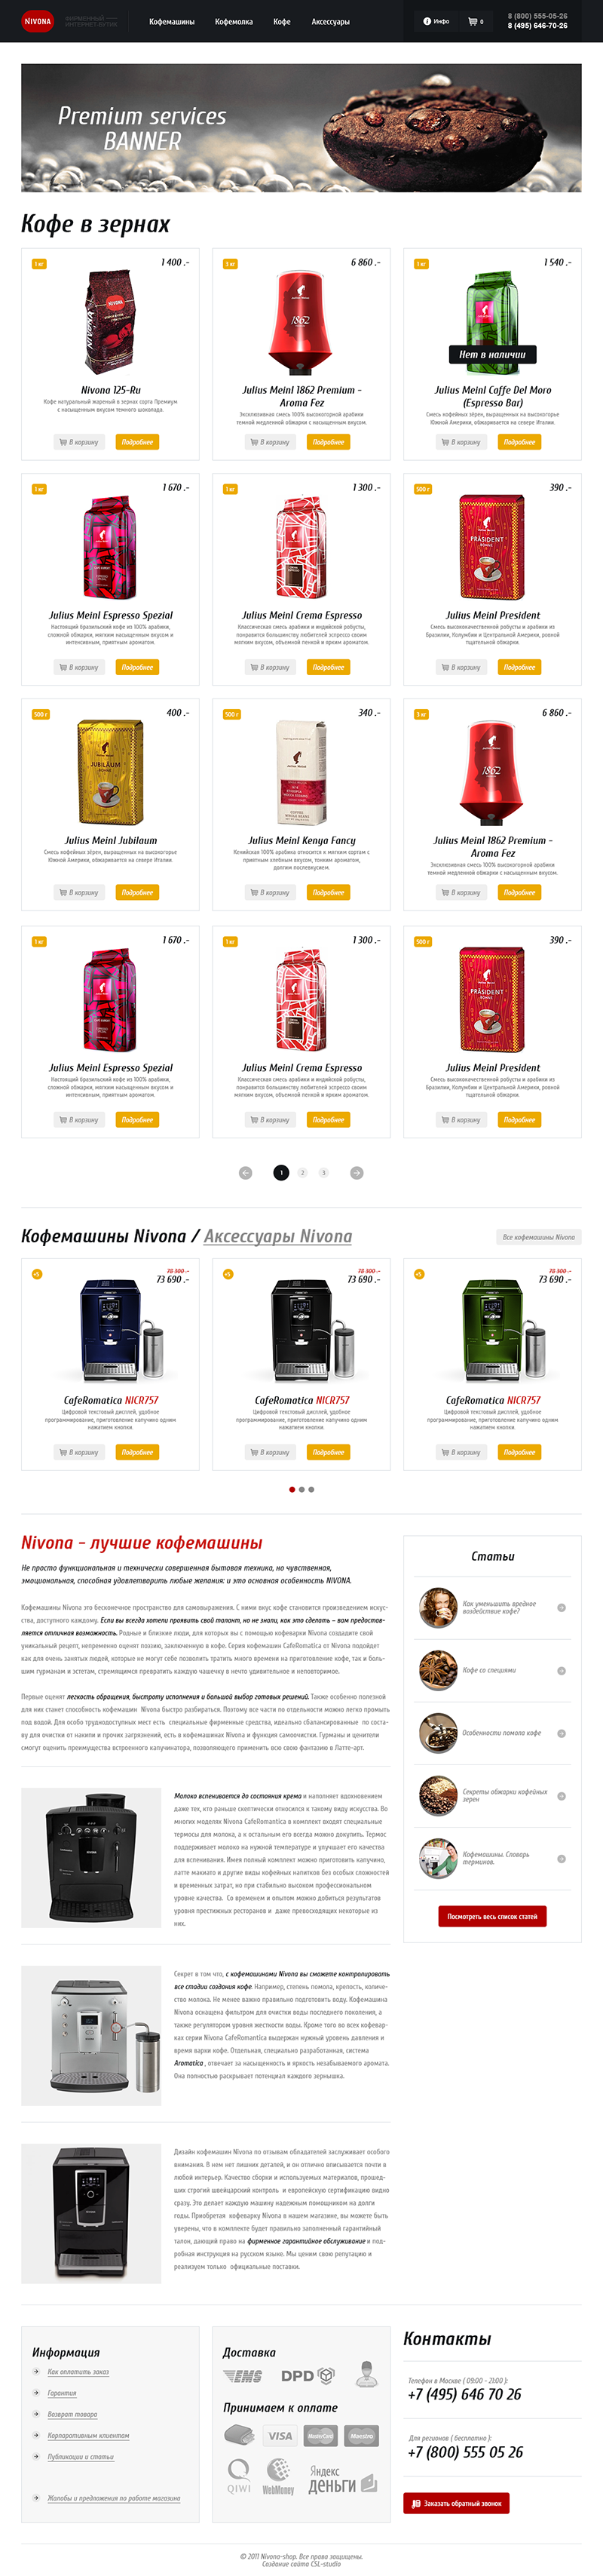 NIVONA
ФИРМЕННЫЙ
ИНТЕРНЕТ-БУТИК
Кофемашины
Кофемолка
Кофе
Аксессуары
Инфо
0
8 (800) 555-05-26
8 (495) 646-70-26
Premium services
BANNER
Кофе в зернах
1 кг
1 400 .-
Nivona 125-Ru
Кофе натуральный жареный в зернах сорта Премиум
с насыщенным вкусом темного шоколада.
В корзину
Подробнее
3 кг
6 860 .-
Julius Meinl 1862 Premium -
Aroma Fez
Эксклюзивная смесь 100% высокогорной арабики
темной медленной обжарки с насыщенным вкусом.
В корзину
Подробнее
1 кг
1 540 .-
Нет в наличии
Julius Meinl Caffe Del Moro
(Espresso Bar)
Смесь кофейных зёрен, выращенных на высокогорье
Южной Америки, обжаривается на севере Италии.
В корзину
Подробнее
1 кг
1 670 .-
Julius Meinl Espresso Spezial
Настоящий бразильский кофе из 100% арабики,
сложной обжарки, мягким насыщенным вкусом и
интенсивным, приятным ароматом.
В корзину
Подробнее
1 кг
1 300 .-
Julius Meinl Crema Espresso
Классическая смесь арабики и индийской робусты,
понравится большинству любителей эспрессо своим
мягким вкусом, объемной пенкой и ярким ароматом.
В корзину
Подробнее
500 г
390 .-
PRÄSIDENT
Julius Meinl President
Смесь высококачественной робусты и арабики из
Бразилии, Колумбии и Центральной Америки, ровной
тщательной обжарки.
В корзину
Подробнее
500 г
400 .-
JUBILÄUM
Julius Meinl Jubilaum
Смесь кофейных зёрен, выращенных на высокогорье
Южной Америки, обжаривается на севере Италии.
В корзину
Подробнее
500 г
340 .-
Julius Meinl Kenya Fancy
Кенийская 100% арабика относится к мягким сортам с
приятным хлебным вкусом, тонким ароматом,
долгим послевкусием.
В корзину
Подробнее
3 кг
6 860 .-
Julius Meinl 1862 Premium -
Aroma Fez
Эксклюзивная смесь 100% высокогорной арабики
темной медленной обжарки с насыщенным вкусом.
В корзину
Подробнее
1 кг
1 670 .-
Julius Meinl Espresso Spezial
Настоящий бразильский кофе из 100% арабики,
сложной обжарки, мягким насыщенным вкусом и
интенсивным, приятным ароматом.
В корзину
Подробнее
1 кг
1 300 .-
Julius Meinl Crema Espresso
Классическая смесь арабики и индийской робусты,
понравится большинству любителей эспрессо своим
мягким вкусом, объемной пенкой и ярким ароматом.
В корзину
Подробнее
500 г
390 .-
PRÄSIDENT
Julius Meinl President
Смесь высококачественной робусты и арабики из
Бразилии, Колумбии и Центральной Америки, ровной
тщательной обжарки.
В корзину
Подробнее
1
2
3
Кофемашины Nivona / Аксессуары Nivona
Все кофемашины Nivona
78 300 .-
73 690 .-
CafeRomatica NICR757
Цифровой текстовый дисплей, удобное
программирование, приготовление капучино одним
нажатием кнопки.
В корзину
Подробнее
78 300 .-
73 690 .-
CafeRomatica NICR757
Цифровой текстовый дисплей, удобное
программирование, приготовление капучино одним
нажатием кнопки.
В корзину
Подробнее
78 300 .-
73 690 .-
CafeRomatica NICR757
Цифровой текстовый дисплей, удобное
программирование, приготовление капучино одним
нажатием кнопки.
В корзину
Подробнее
Nivona - лучшие кофемашины
Не просто функциональная и технически совершенная бытовая техника, но чувственная,
эмоциональная, способная удовлетворить любые желания: и это основная особенность NIVONA.
Кофемашины Nivona это бесконечное пространство для самовыражения. С ними вкус кофе становится произведением искус-
ства, доступного каждому. Если вы всегда хотели проявить свой талант, но не знали, как это сделать – вам предостав-
ляется отличная возможность. Родные и близкие люди, для которых вы с помощью кофеварки Nivona создадите свой
уникальный рецепт, непременно оценят поэзию, заключенную в кофе. Серия кофемашин CafeRomatica от Nivona подойдет
как для очень занятых людей, которые не могут себе позволить тратить много времени на приготовление кофе, так и боль-
шим гурманам и эстетам, стремящимся превратить каждую чашечку в нечто удивительное и неповторимое.
Первые оценят легкость обращения, быстроту исполнения и большой выбор готовых решений. Также особенно полезной
для них станет способность кофемашин Nivona быстро разбираться. Поэтому все части по отдельности можно легко промыть
под водой. Для особо труднодоступных мест есть специальные фирменные средства, идеально сбалансированные по соста-
ву для очистки от накипи и прочих загрязнений, есть в кофемашинах Nivona и функция самоочистки. Гурманы и ценители
смогут оценить преимущества встроенного капучинатора, позволяющего применить всю свою фантазию в Латте-арт.
Молоко вспенивается до состояния крема и наполняет вдохновением
даже тех, кто раньше скептически относился к такому виду искусства. Во
многих моделях Nivona CafeRomantica в комплект входят специальные
термосы для молока, а к остальным его всегда можно докупить. Термос
поддерживает молоко на нужной температуре и улучшает его качества
для вспенивания. Имея полный комплект можно приготовить капучино,
латте макиато и другие виды кофейных напитков без особых сложностей
и временных затрат, но при стабильно высоком профессиональном
уровне качества. Со временем и опытом можно добиться результатов
уровня престижных ресторанов и даже превосходящих некоторые из
них.
Секрет в том что, с кофемашинами Nivona вы сможете контролировать
все стадии создания кофе. Например, степень помола, крепость, количе-
ство молока. Не менее важно правильно подготовить воду. Кофемашина
Nivona оснащена фильтром для очистки воды последнего поколения, а
также регулятором уровня жесткости воды. Кроме того во всех кофевар-
ках серии Nivona CafeRomantica выдержан нужный уровень давления и
время варки кофе. Отдельная, специально разработанная, система
Aromatica , отвечает за насыщенность и яркость незабываемого аромата.
Она полностью раскрывает потенциал каждого зернышка.
Дизайн кофемашин Nivona по отзывам обладателей заслуживает особого
внимания. В нем нет лишних деталей, и он отлично вписывается почти в
любой интерьер. Качество сборки и используемых материалов, прошед-
ших строгий швейцарский контроль и европейскую сертификацию видно
сразу. Это делает каждую машину надежным помощником на долги
годы. Приобретая кофеварку Nivona в нашем магазине, вы можете быть
уверены, что в комплекте будет правильно заполненный гарантийный
талон, дающий право на фирменное гарантийное обслуживание и под-
робная инструкция на русском языке. Мы ценим свою репутацию и
реализуем только официальные поставки.
Статьи
Как уменьшить вредное
воздействие кофе?
Кофе со специями
Особенности помола кофе
Секреты обжарки кофейных
зерен
Кофемашины. Словарь
терминов.
Посмотреть весь список статей
Информация
Как оплатить заказ
Гарантия
Возврат товара
Корпоративным клиентам
Публикации и статьи
Жалобы и предложения по работе магазина
Доставка
EMS
DPD
Принимаем к оплате
VISA
MasterCard
Maestro
QIWI
WebMoney
Яндекс
деньги
Контакты
Телефон в Москве ( 09:00 - 21:00 ):
+7 (495) 646 70 26
Для регионов ( бесплатно ):
+7 (800) 555 05 26
Заказать обратный звонок
© 2011 Nivona-shop. Все права защищены.
Создание сайта CSL-studio